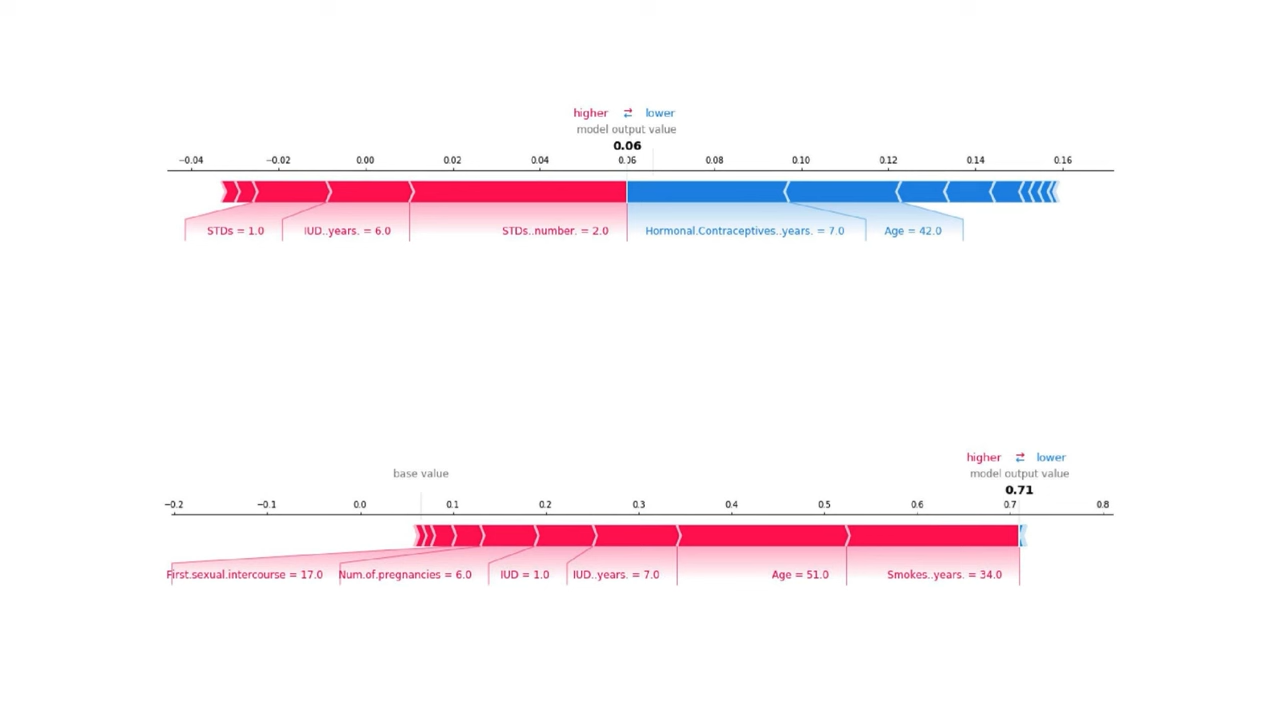 higher ⇄ lower
model output value
0.06
−0.04 −0.02 0.00 0.02 0.04 0.06 0.08 0.10 0.12 0.14 0.16
STDs = 1.0 IUD..years. = 6.0 STDs..number. = 2.0 Hormonal.Contraceptives..years. = 7.0 Age = 42.0
higher ⇄ lower
base value model output value
0.71
−0.2 −0.1 0.0 0.1 0.2 0.3 0.4 0.5 0.6 0.7 0.8
First.sexual.intercourse = 17.0 Num.of.pregnancies = 6.0 IUD = 1.0 IUD..years. = 7.0 Age = 51.0 Smokes..years. = 34.0